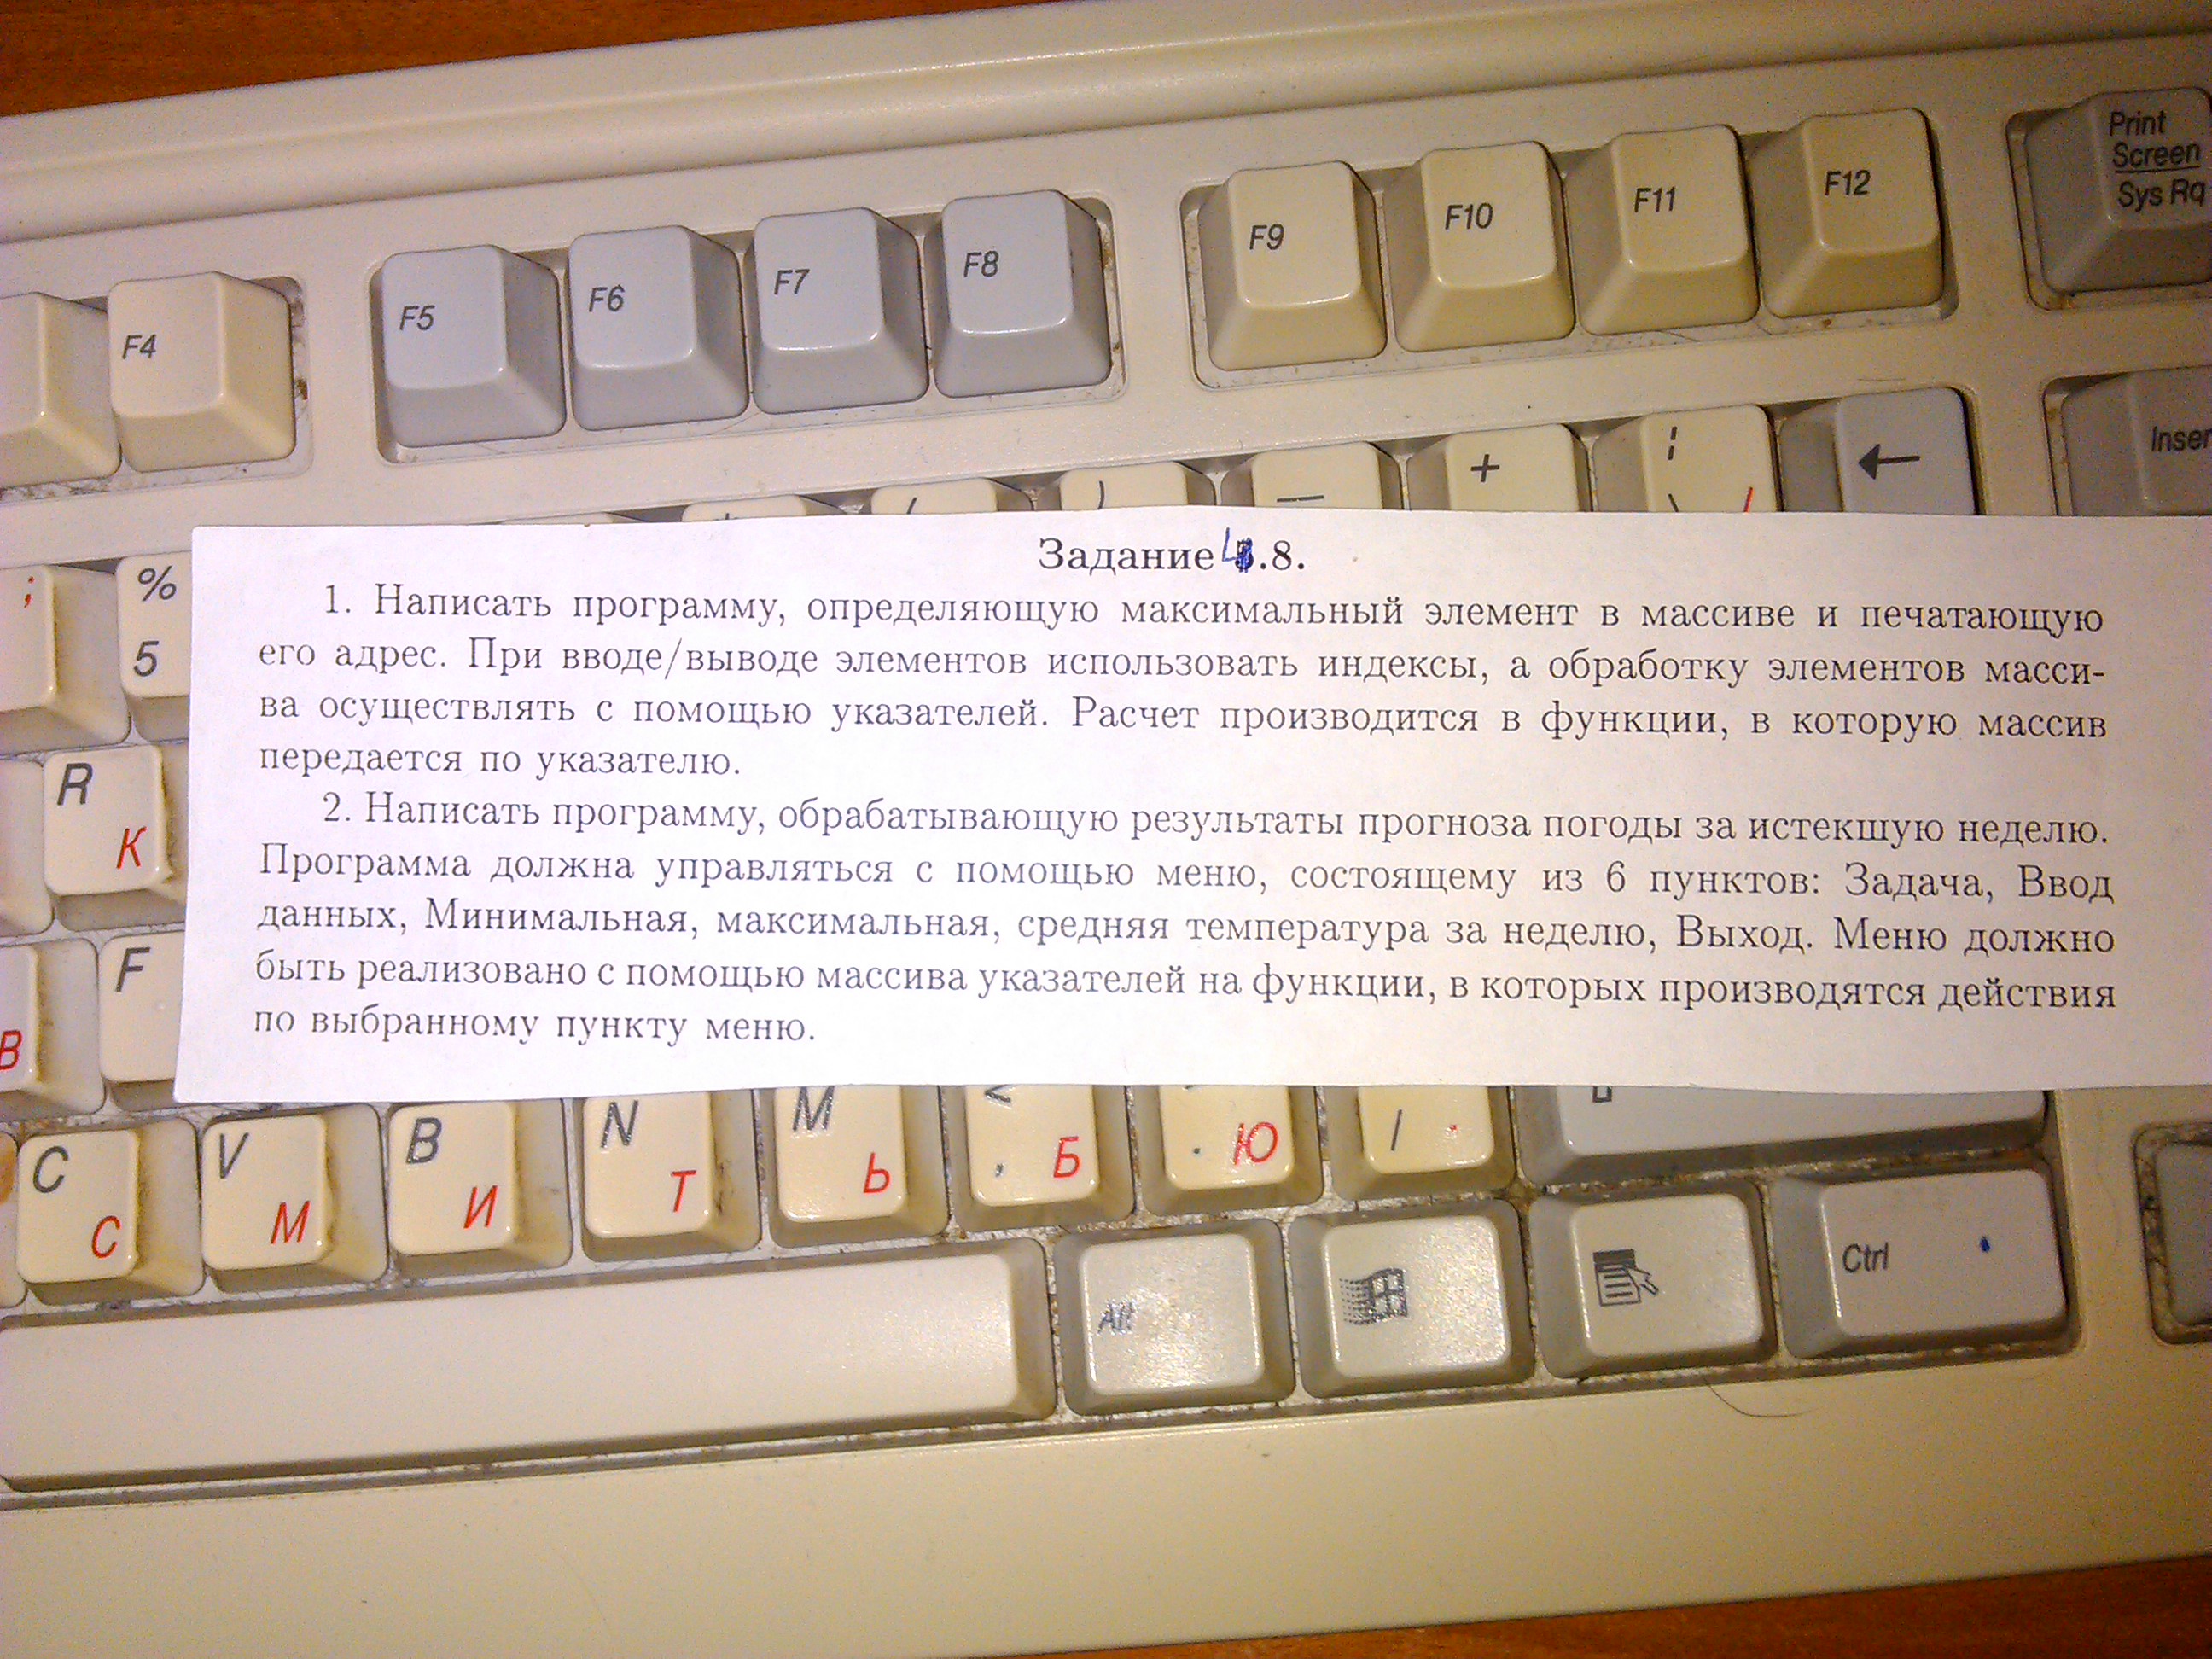 Print
Screen
Sys Rq
F4
F5
F6
F7
F8
F9
F10
F11
F12
Inser
+
←
;
%
5
R
К
F
В
Задание 4.8.
1. Написать программу, определяющую максимальный элемент в массиве и печатающую
его адрес. При вводе/выводе элементов использовать индексы, а обработку элементов масси-
ва осуществлять с помощью указателей. Расчет производится в функции, в которую массив
передается по указателю.
2. Написать программу, обрабатывающую результаты прогноза погоды за истекшую неделю.
Программа должна управляться с помощью меню, состоящему из 6 пунктов: Задача, Ввод
данных, Минимальная, максимальная, средняя температура за неделю, Выход. Меню должно
быть реализовано с помощью массива указателей на функции, в которых производятся действия
по выбранному пункту меню.
C
С
V
М
B
И
N
Т
M
Ь
,
Б
.
Ю
/
.
Alt
Ctrl